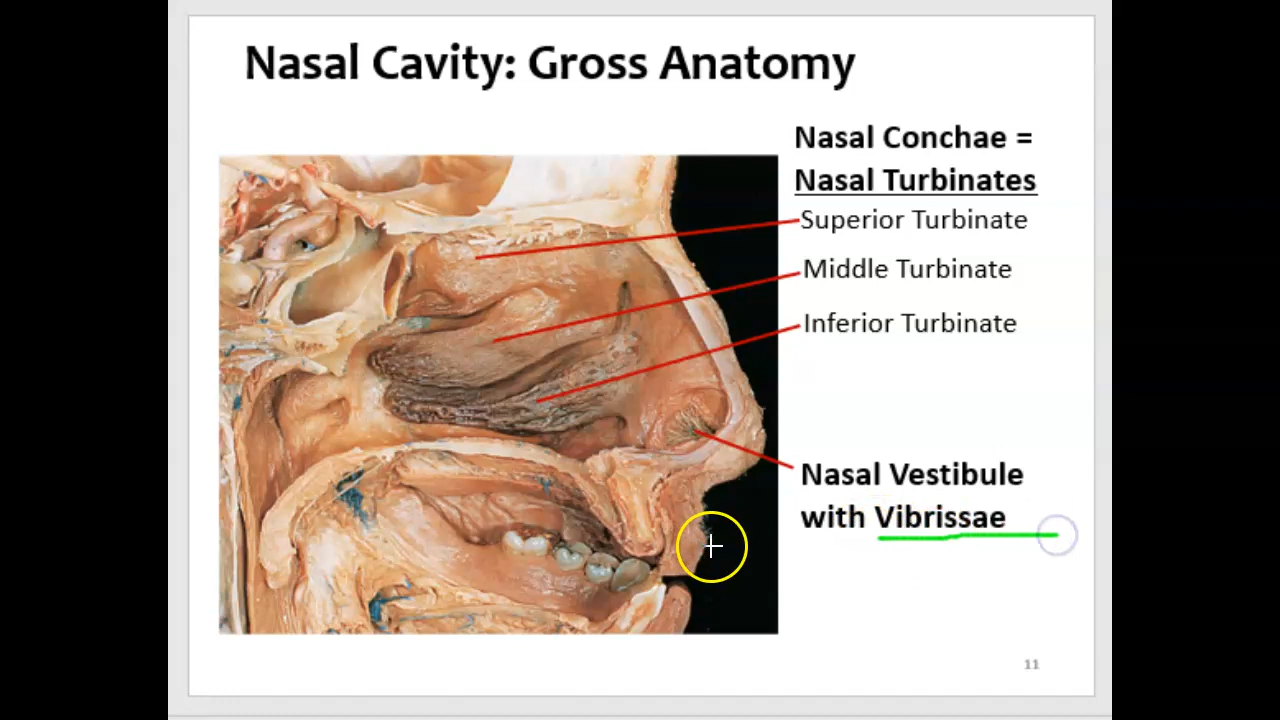 Nasal Cavity: Gross Anatomy
Nasal Conchae =
Nasal Turbinates
Superior Turbinate
Middle Turbinate
Inferior Turbinate
Nasal Vestibule
with Vibrissae
11